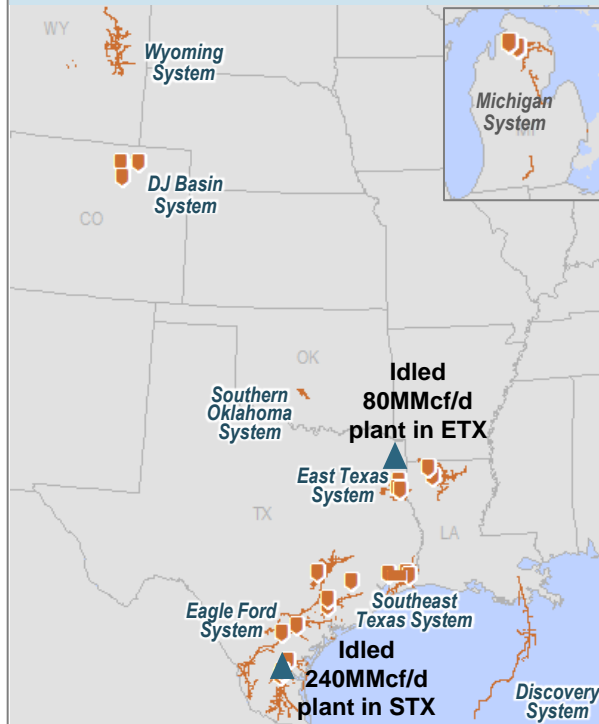 WY
Wyoming
System
Michigan
System
MI
DJ Basin
System
CO
OK
Idled
80MMcf/d
plant in ETX
Southern
Oklahoma
System
East Texas
System
TX
LA
Eagle Ford
System
Southeast
Texas System
Idled
240MMcf/d
plant in STX
Discovery
System